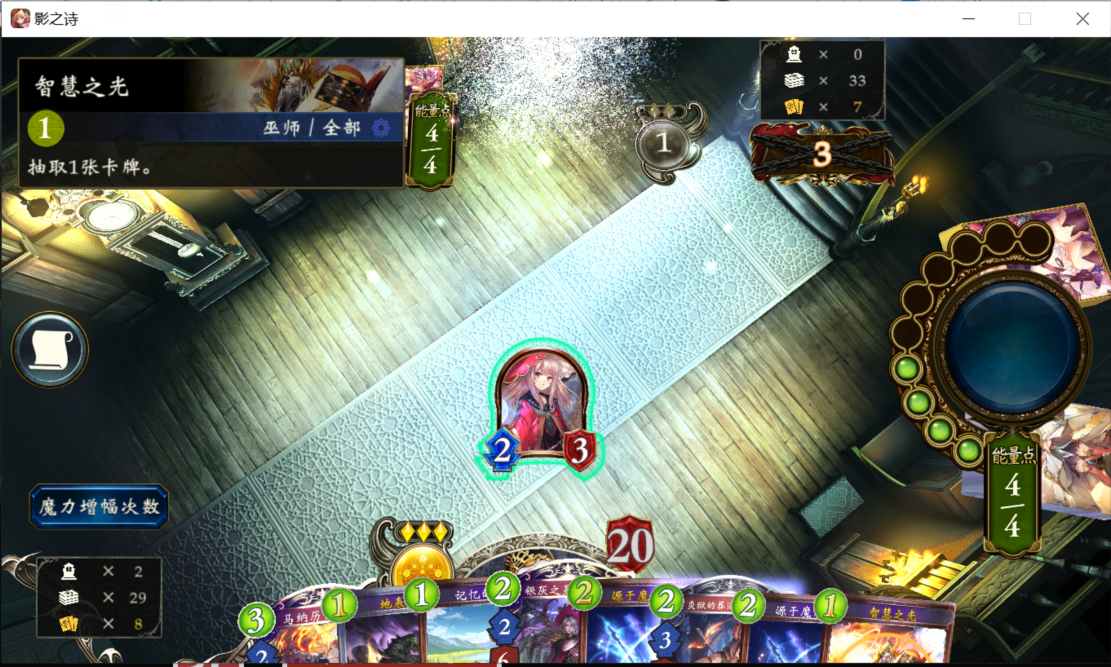 影之诗
智慧之光
1
巫师 / 全部
抽取1张卡牌。
能量点
4
4
1
× 0
× 33
× 7
3
2
3
能量点
4
4
魔力增幅次数
× 2
× 29
× 8
20
3
马纳历
2
1
地表
1
记忆
2
银灰之
2
6
2
源于魔
2
炎狱的葬
3
2
源于魔
1
智慧之光